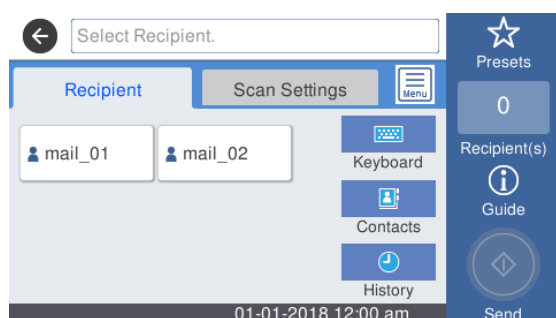 Select Recipient.
Presets
Recipient
Scan Settings
Menu
0
Recipient(s)
mail_01
mail_02
Keyboard
Guide
Contacts
History
01-01-2018 12:00 am
Send